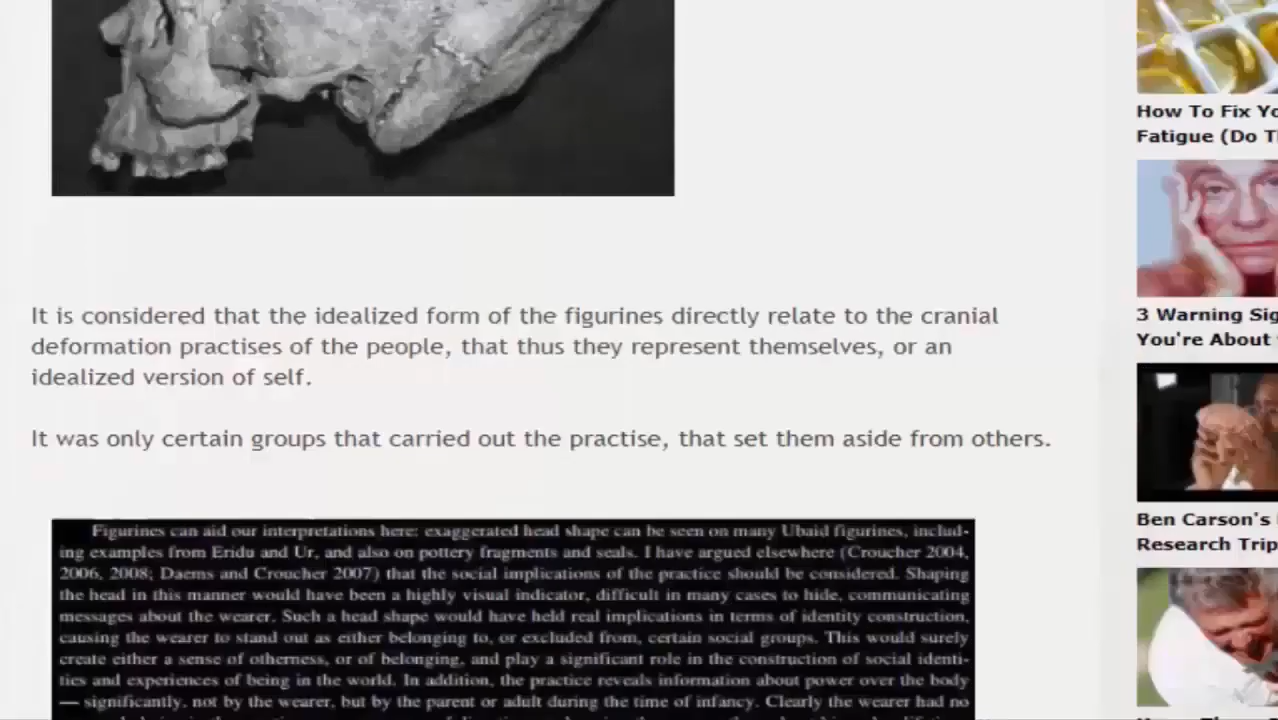 It is considered that the idealized form of the figurines directly relate to the cranial
deformation practises of the people, that thus they represent themselves, or an
idealized version of self.
It was only certain groups that carried out the practise, that set them aside from others.
Figurines can aid our interpretations here: exaggerated head shape can be seen on many Ubaid figurines, includ-
ing examples from Eridu and Ur, and also on pottery fragments and seals. I have argued elsewhere (Croucher 2004,
2006, 2008; Daems and Croucher 2007) that the social implications of the practice should be considered. Shaping
the head in this manner would have been a highly visual indicator, difficult in many cases to hide, communicating
messages about the wearer. Such a head shape would have held real implications in terms of identity construction,
causing the wearer to stand out as either belonging to, or excluded from, certain social groups. This would surely
create either a sense of otherness, or of belonging, and play a significant role in the construction of social identi-
ties and experiences of being in the world. In addition, the practice reveals information about power over the body
— significantly, not by the wearer, but by the parent or adult during the time of infancy. Clearly the wearer had no
How To Fix Yo
Fatigue (Do T
3 Warning Sig
You're About
Ben Carson's
Research Trip